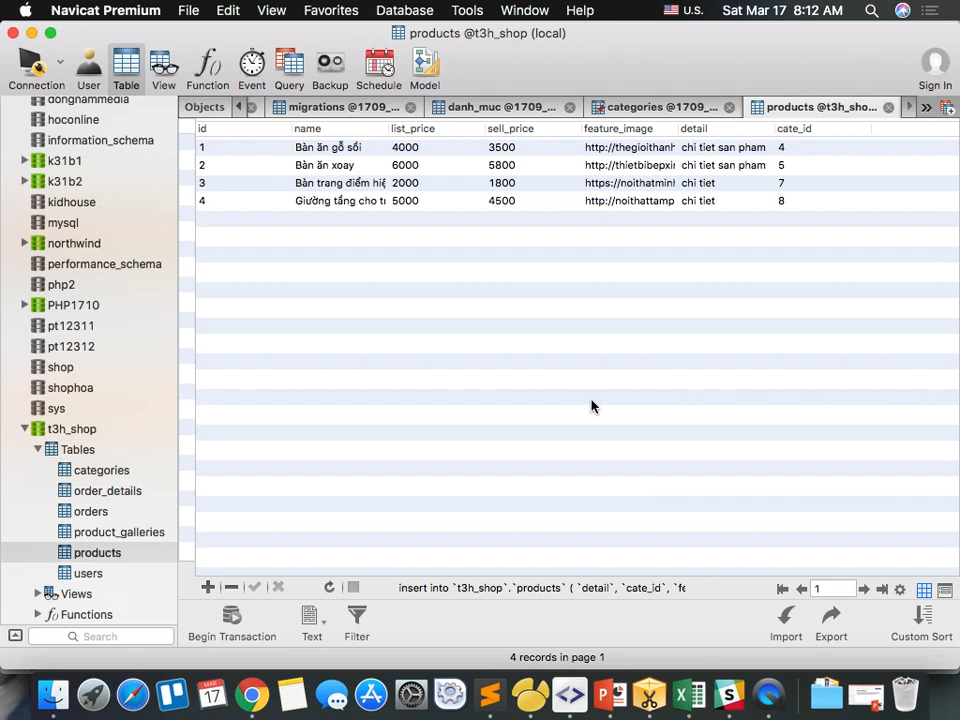 Navicat Premium File Edit View Favorites Database Tools Window Help U.S. Sat Mar 17 8:12 AM
products @t3h_shop (local)
Connection User Table View Function Event Query Backup Schedule Model Sign In
Objects migrations @1709_... danh_muc @1709_... categories @1709_... products @t3h_sho...
id name list_price sell_price feature_image detail cate_id
1 Bàn ăn gỗ sồi 4000 3500 http://thegioithanh chi tiet san pham 4
2 Bàn ăn xoay 6000 5800 http://thietbibepxi chi tiet san pham 5
3 Bàn trang điểm hiệ 2000 1800 https://noithatminh chi tiet 7
4 Giường tầng cho tr 5000 4500 http://noithattamp chi tiet 8
dongnammedia
hoconline
information_schema
k31b1
k31b2
kidhouse
mysql
northwind
performance_schema
php2
PHP1710
pt12311
pt12312
shop
shophoa
sys
t3h_shop
Tables
categories
order_details
orders
product_galleries
products
users
Views
Functions
Search
insert into `t3h_shop`.`products` ( `detail`, `cate_id`, `fe
1
Begin Transaction Text Filter Import Export Custom Sort
4 records in page 1
MAR
17